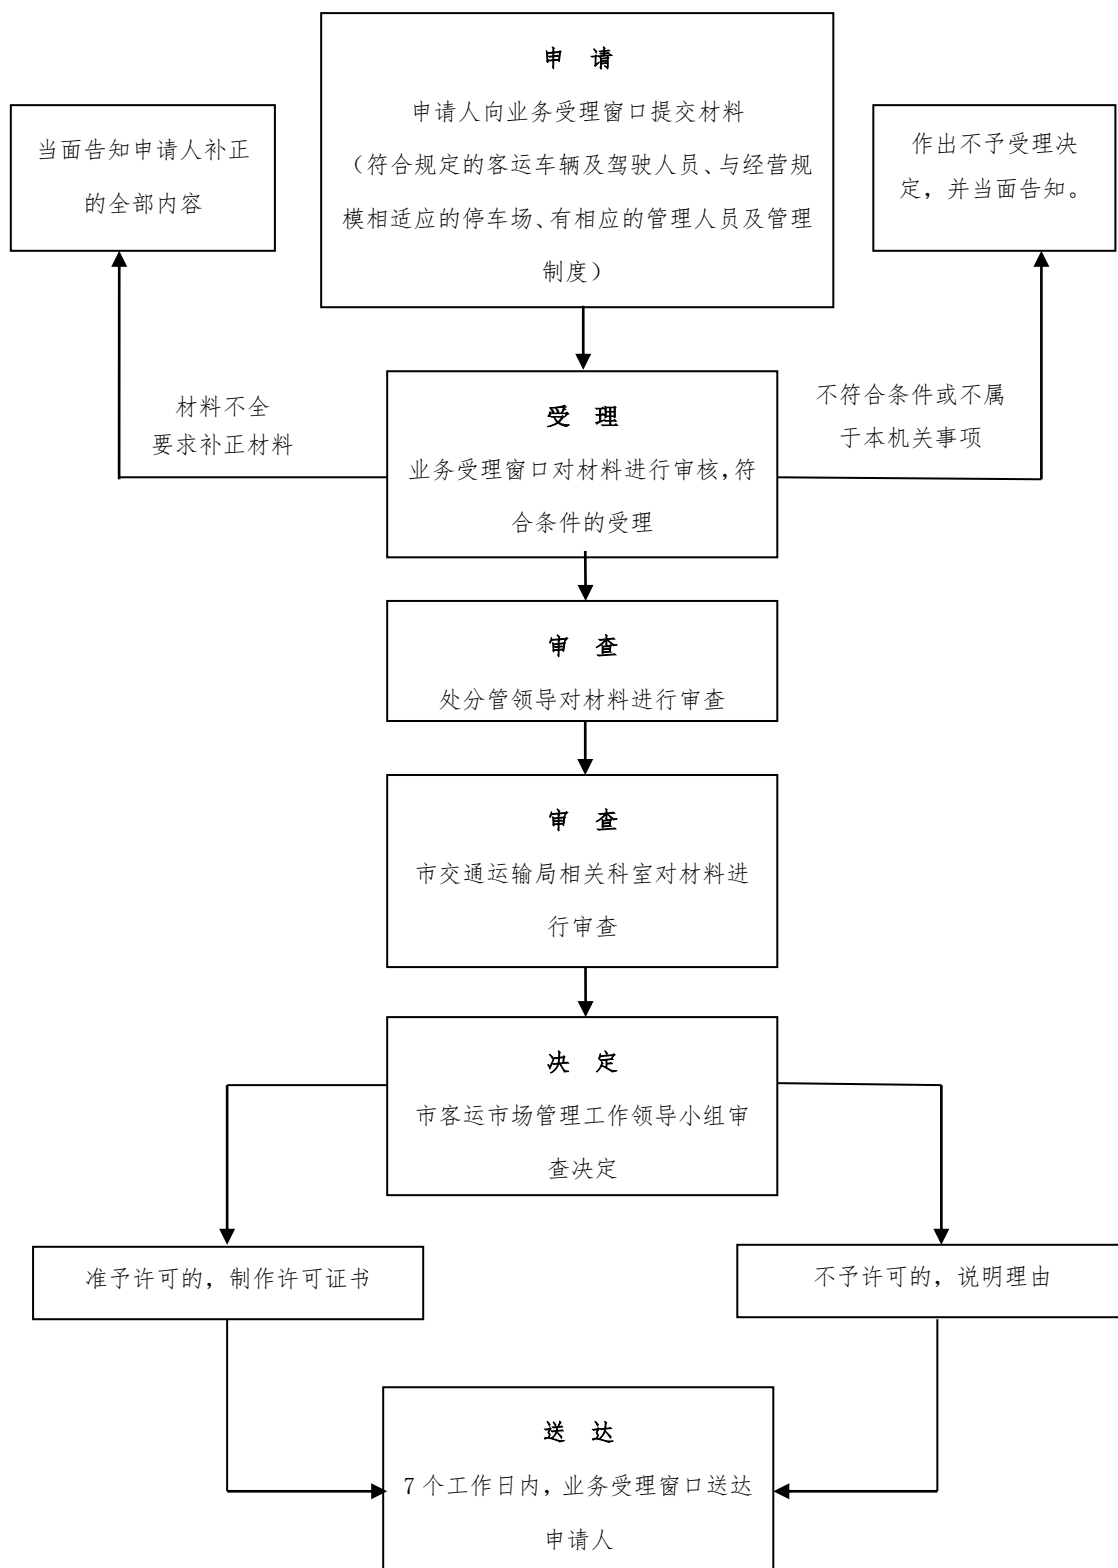 申 请
申请人向业务受理窗口提交材料
（符合规定的客运车辆及驾驶人员、与经营规
模相适应的停车场、有相应的管理人员及管理
制度）
当面告知申请人补正
的全部内容
作出不予受理决
定，并当面告知。
材料不全
要求补正材料
受 理
业务受理窗口对材料进行审核，符
合条件的受理
不符合条件或不属
于本机关事项
审 查
处分管领导对材料进行审查
审 查
市交通运输局相关科室对材料进
行审查
决 定
市客运市场管理工作领导小组审
查决定
准予许可的，制作许可证书
不予许可的，说明理由
送 达
7个工作日内，业务受理窗口送达
申请人